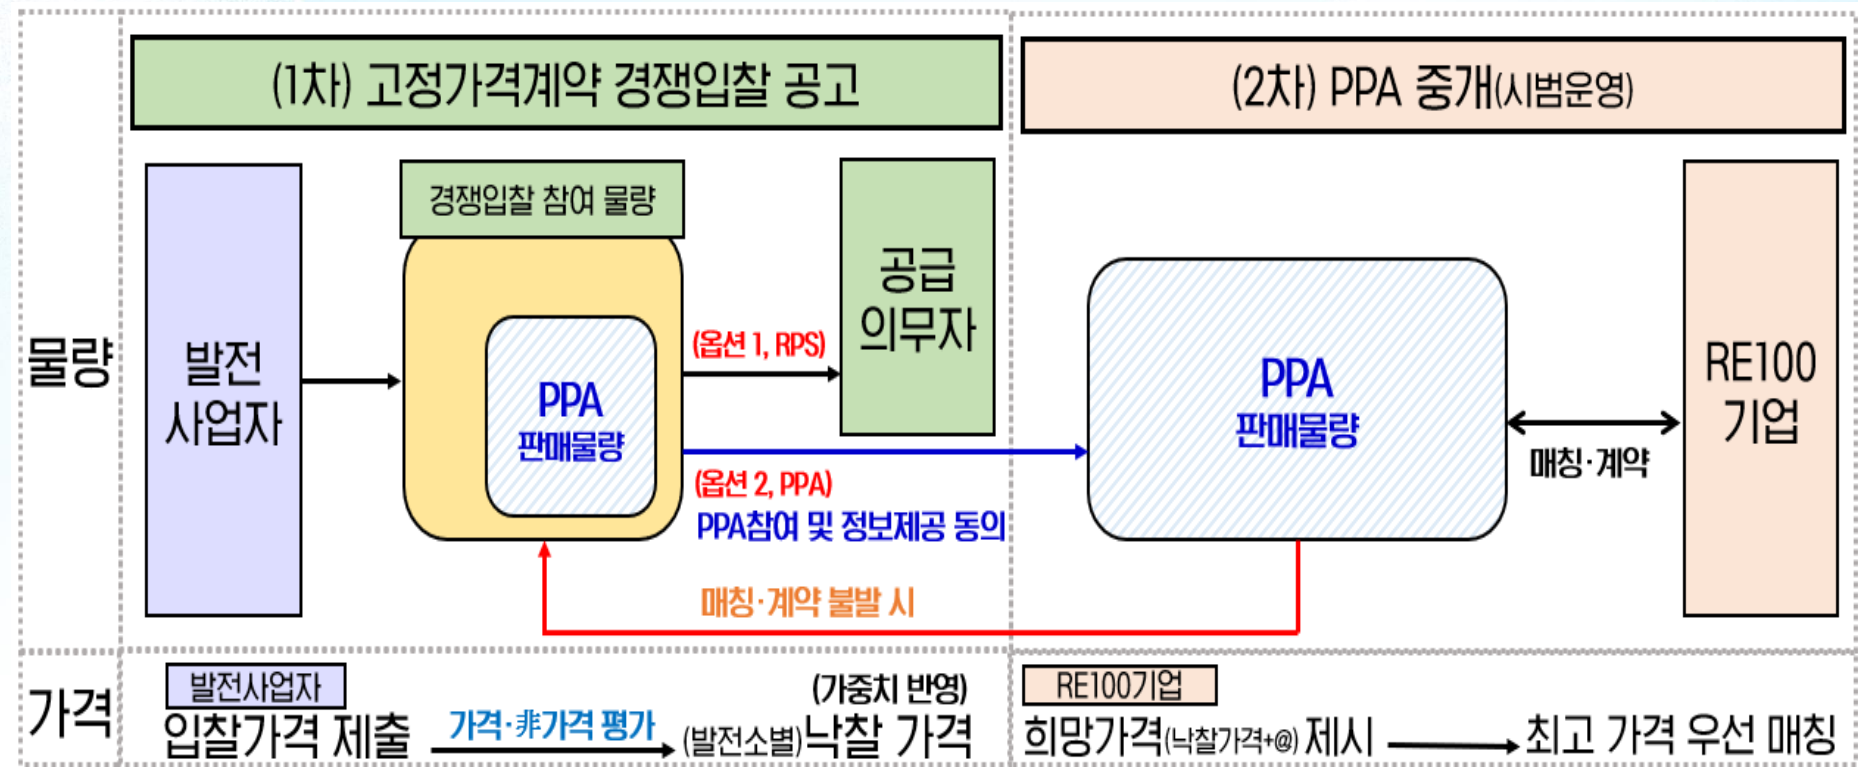 (1차) 고정가격계약 경쟁입찰 공고
(2차) PPA 중개(시범운영)
물량
발전
사업자
경쟁입찰 참여 물량
PPA
판매물량
(옵션 1, RPS)
공급
의무자
(옵션 2, PPA)
PPA참여 및 정보제공 동의
매칭·계약 불발 시
PPA
판매물량
매칭·계약
RE100
기업
가격
발전사업자
입찰가격 제출
가격·非가격 평가
(가중치 반영)
(발전소별)낙찰 가격
RE100기업
희망가격(낙찰가격+@) 제시
최고 가격 우선 매칭